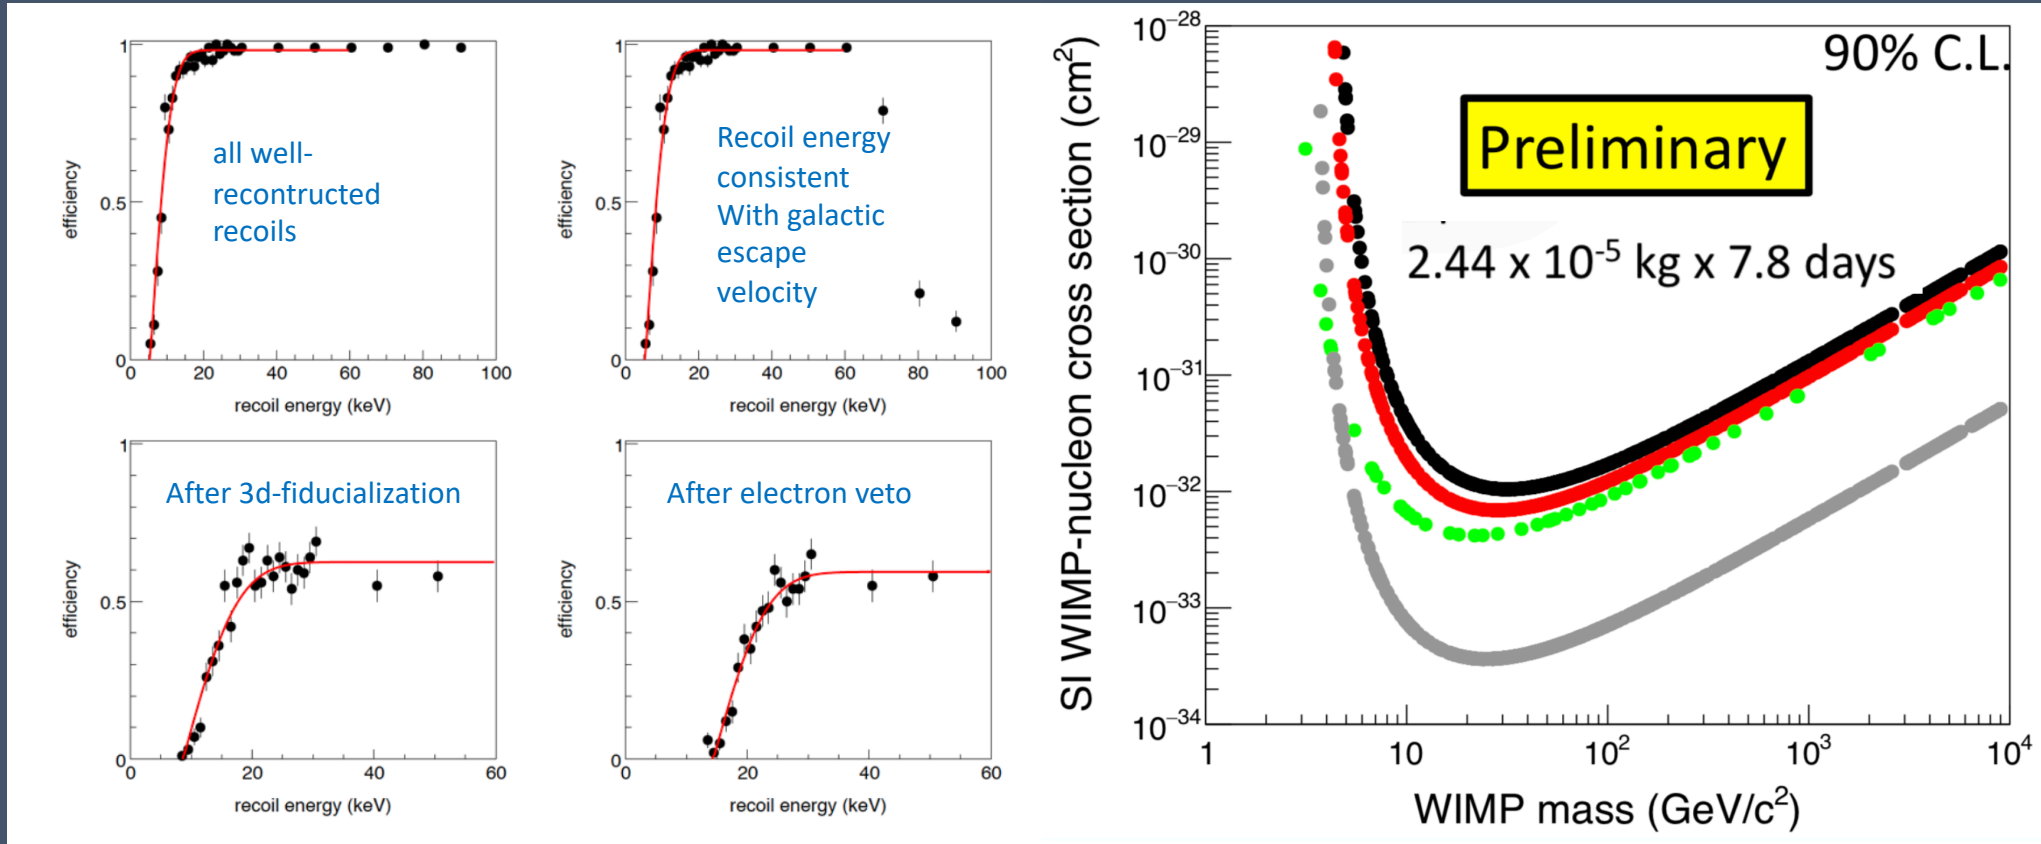 1
0.5
0
efficiency
all well-
recontructed
recoils
0 20 40 60 80 100
recoil energy (keV)
1
0.5
0
efficiency
Recoil energy
consistent
With galactic
escape
velocity
0 20 40 60 80 100
recoil energy (keV)
1
0.5
0
efficiency
After 3d-fiducialization
0 20 40 60
recoil energy (keV)
1
0.5
0
efficiency
After electron veto
0 20 40 60
recoil energy (keV)
SI WIMP-nucleon cross section (cm²)
10⁻²⁸
10⁻²⁹
10⁻³⁰
10⁻³¹
10⁻³²
10⁻³³
10⁻³⁴
90% C.L.
Preliminary
2.44 x 10⁻⁵ kg x 7.8 days
1 10 10² 10³ 10⁴
WIMP mass (GeV/c²)